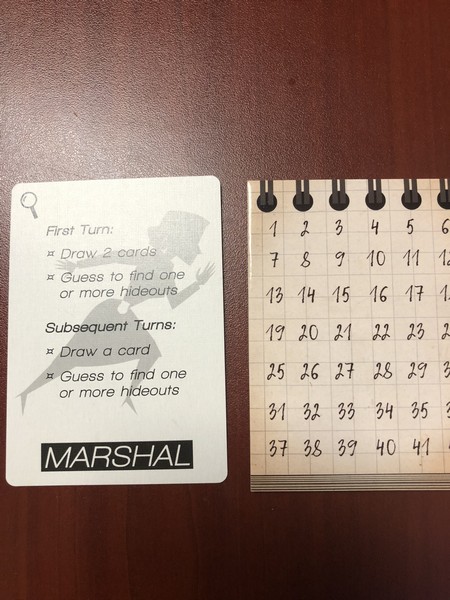 First Turn:
¤ Draw 2 cards
¤ Guess to find one
or more hideouts
Subsequent Turns:
¤ Draw a card
¤ Guess to find one
or more hideouts
MARSHAL
1 2 3 4 5 6
7 8 9 10 11 12
13 14 15 16 17
19 20 21 22 23
25 26 27 28 29
31 32 33 34 35
37 38 39 40 41